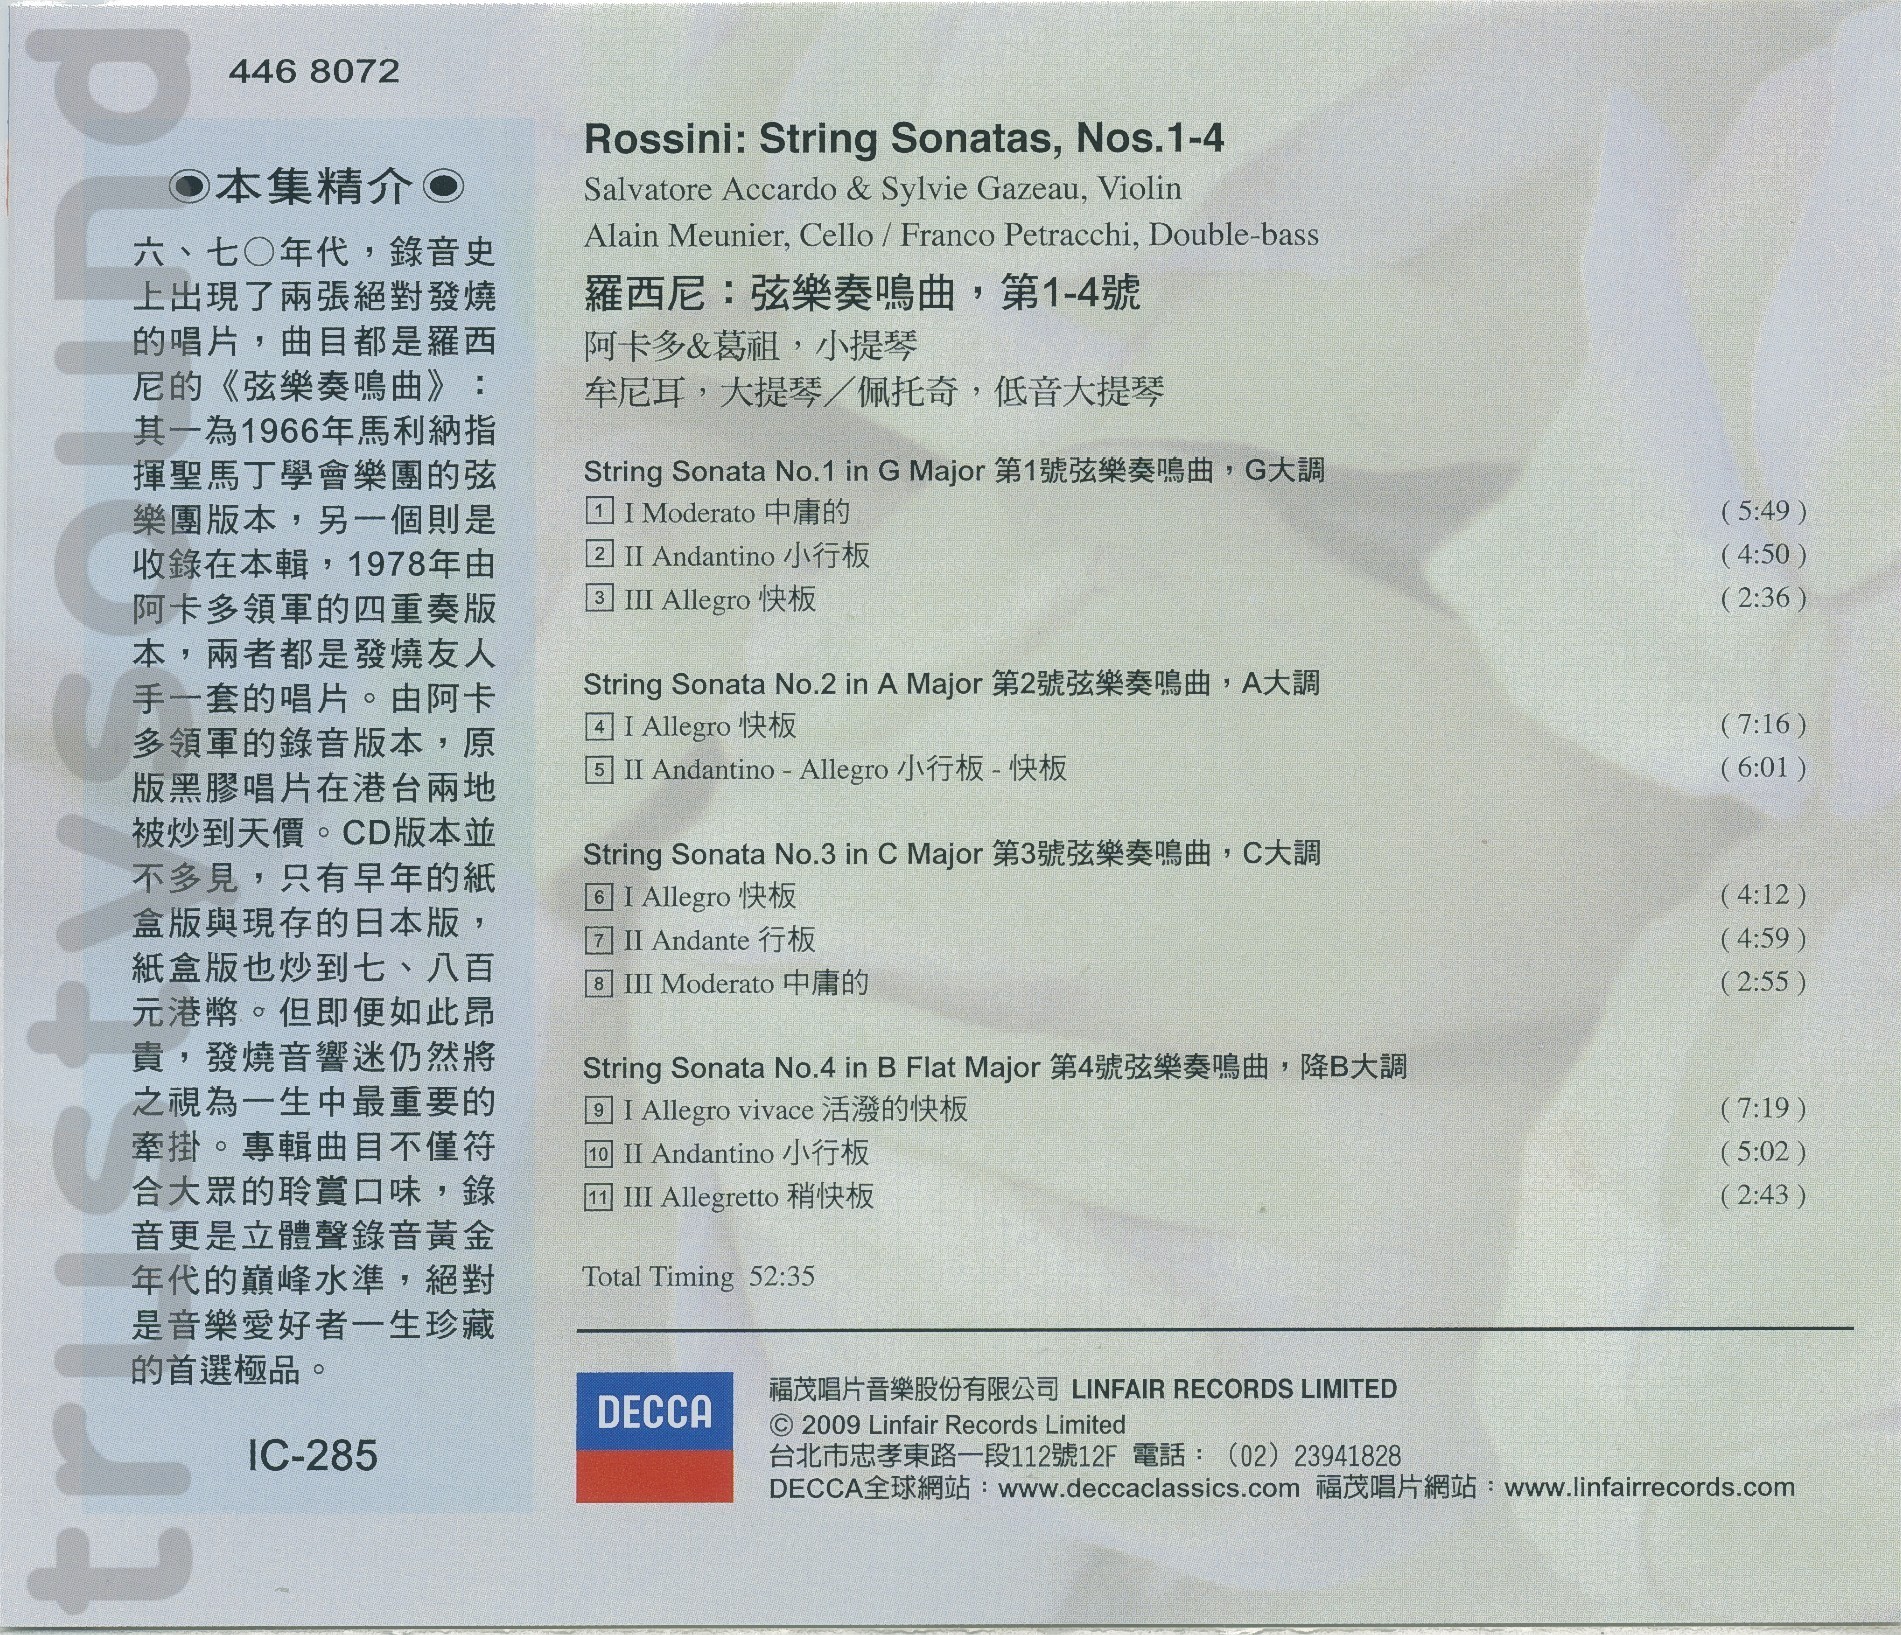 trustysound
446 8072
◉本集精介◉
六、七〇年代，錄音史
上出現了兩張絕對發燒
的唱片，曲目都是羅西
尼的《弦樂奏鳴曲》：
其一為1966年馬利納指
揮聖馬丁學會樂團的弦
樂團版本，另一個則是
收錄在本輯，1978年由
阿卡多領軍的四重奏版
本，兩者都是發燒友人
手一套的唱片。由阿卡
多領軍的錄音版本，原
版黑膠唱片在港台兩地
被炒到天價。CD版本並
不多見，只有早年的紙
盒版與現存的日本版，
紙盒版也炒到七、八百
元港幣。但即便如此昂
貴，發燒音響迷仍然將
之視為一生中最重要的
牽掛。專輯曲目不僅符
合大眾的聆賞口味，錄
音更是立體聲錄音黃金
年代的巔峰水準，絕對
是音樂愛好者一生珍藏
的首選極品。
IC-285
Rossini: String Sonatas, Nos.1-4
Salvatore Accardo & Sylvie Gazeau, Violin
Alain Meunier, Cello / Franco Petracchi, Double-bass
羅西尼：弦樂奏鳴曲，第1-4號
阿卡多&葛祖，小提琴
牟尼耳，大提琴／佩托奇，低音大提琴
String Sonata No.1 in G Major 第1號弦樂奏鳴曲，G大調
1 I Moderato 中庸的 ( 5:49 )
2 II Andantino 小行板 ( 4:50 )
3 III Allegro 快板 ( 2:36 )
String Sonata No.2 in A Major 第2號弦樂奏鳴曲，A大調
4 I Allegro 快板 ( 7:16 )
5 II Andantino - Allegro 小行板 - 快板 ( 6:01 )
String Sonata No.3 in C Major 第3號弦樂奏鳴曲，C大調
6 I Allegro 快板 ( 4:12 )
7 II Andante 行板 ( 4:59 )
8 III Moderato 中庸的 ( 2:55 )
String Sonata No.4 in B Flat Major 第4號弦樂奏鳴曲，降B大調
9 I Allegro vivace 活潑的快板 ( 7:19 )
10 II Andantino 小行板 ( 5:02 )
11 III Allegretto 稍快板 ( 2:43 )
Total Timing 52:35
DECCA
福茂唱片音樂股份有限公司 LINFAIR RECORDS LIMITED
© 2009 Linfair Records Limited
台北市忠孝東路一段112號12F 電話：（02）23941828
DECCA全球網站：www.deccaclassics.com 福茂唱片網站：www.linfairrecords.com